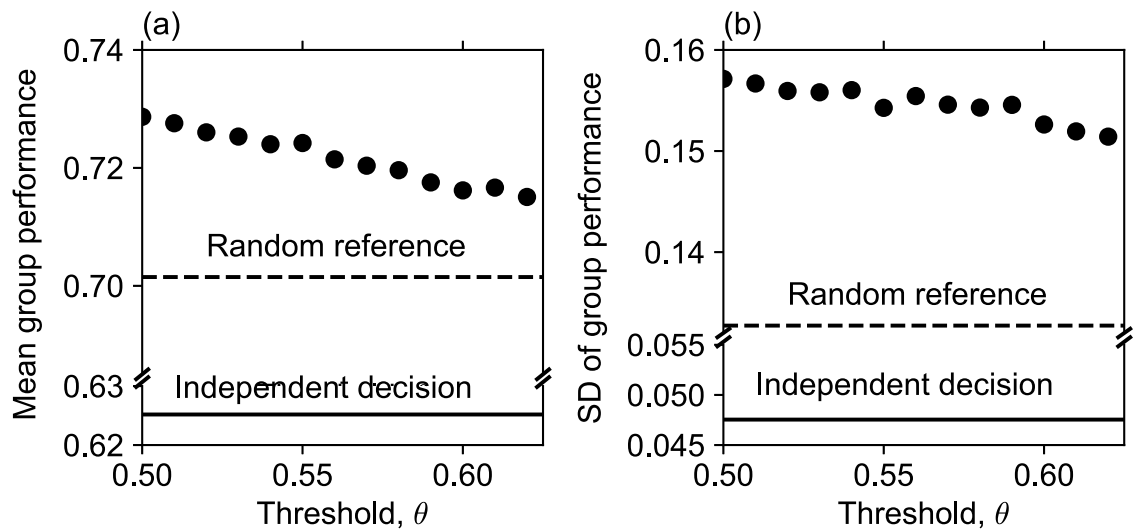 (a)
Mean group performance
0.74
0.72
0.70
0.63
0.62
Random reference
Independent decision
0.50
0.55
0.60
Threshold, θ
(b)
SD of group performance
0.16
0.15
0.14
0.055
0.050
0.045
Random reference
Independent decision
0.50
0.55
0.60
Threshold, θ